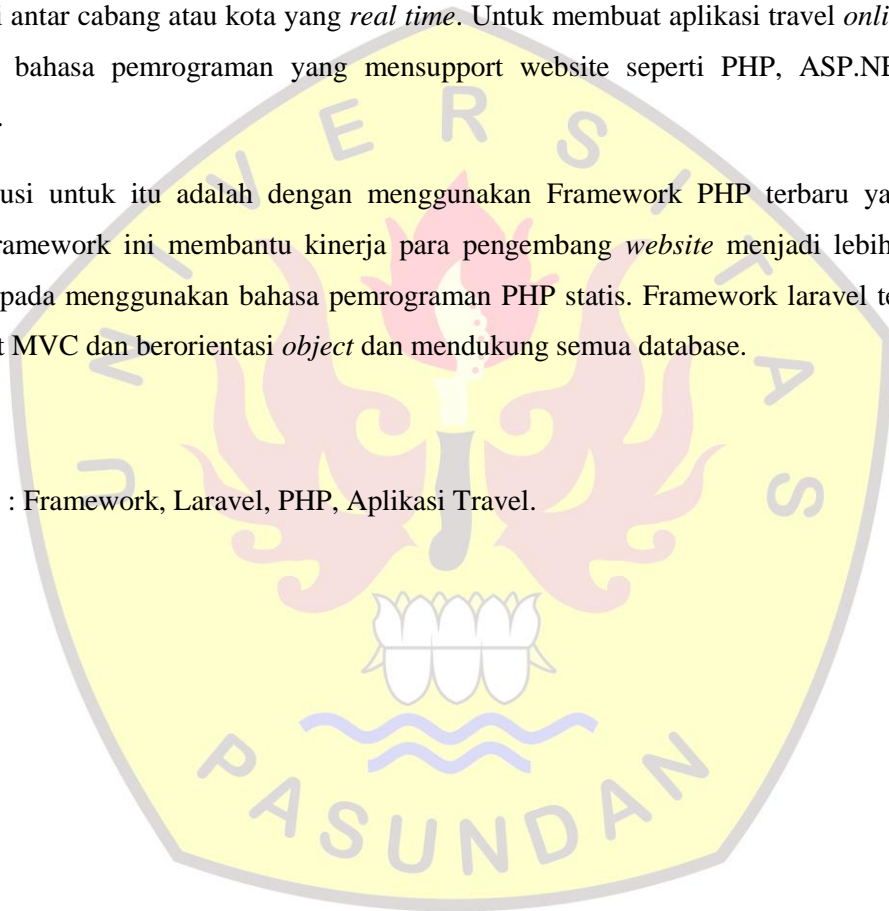 i antar cabang atau kota yang real time. Untuk membuat aplikasi travel onli
bahasa pemrograman yang mensupport website seperti PHP, ASP.NE
.
usi untuk itu adalah dengan menggunakan Framework PHP terbaru ya
ramework ini membantu kinerja para pengembang website menjadi lebih
pada menggunakan bahasa pemrograman PHP statis. Framework laravel te
t MVC dan berorientasi object dan mendukung semua database.
: Framework, Laravel, PHP, Aplikasi Travel.
UNIVERSITAS
PASUNDAN